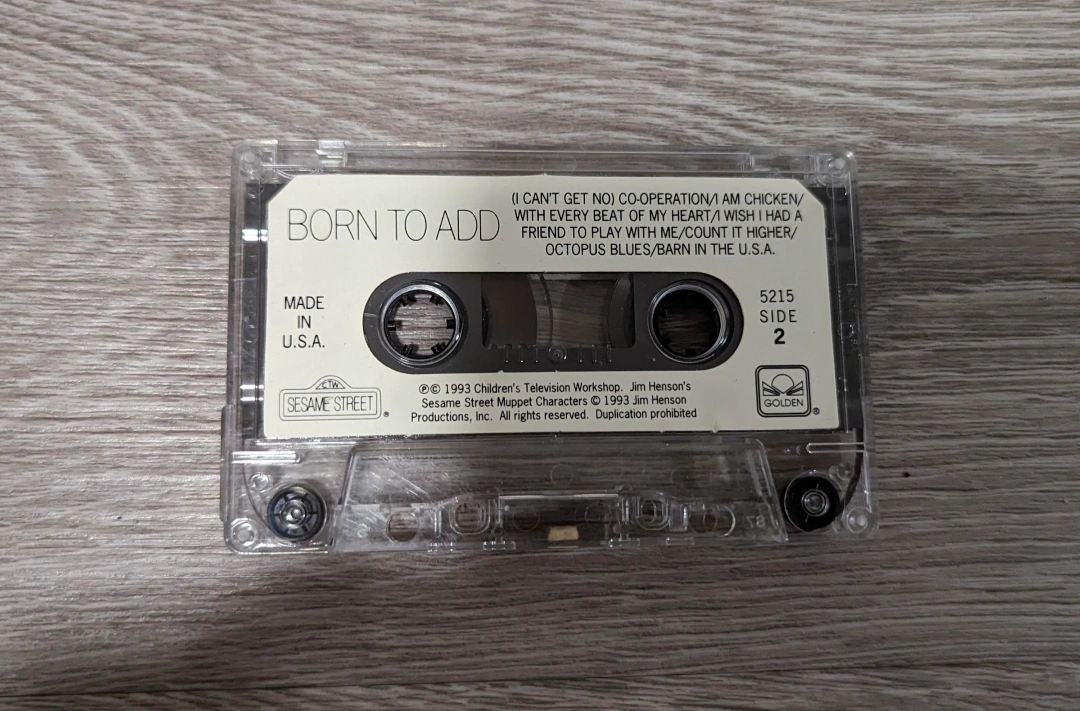 BORN TO ADD
(I CAN'T GET NO) CO-OPERATION/I AM CHICKEN/
WITH EVERY BEAT OF MY HEART/I WISH I HAD A
FRIEND TO PLAY WITH ME/COUNT IT HIGHER/
OCTOPUS BLUES/BARN IN THE U.S.A.
MADE
IN
U.S.A.
5215
SIDE
2
CTW
SESAME STREET®
℗© 1993 Children's Television Workshop. Jim Henson's
Sesame Street Muppet Characters © 1993 Jim Henson
Productions, Inc. All rights reserved. Duplication prohibited
GOLDEN®